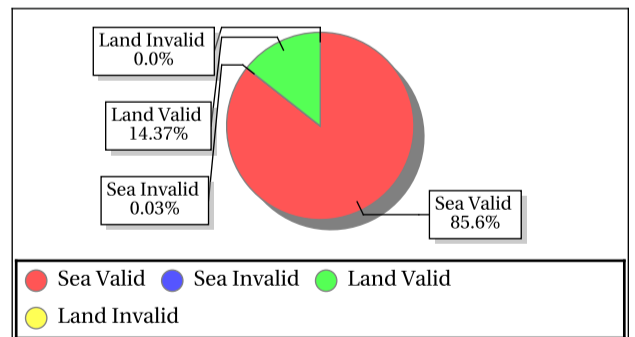 Land Invalid
0.0%
Land Valid
14.37%
Sea Invalid
0.03%
Sea Valid
85.6%
Sea Valid Sea Invalid Land Valid
Land Invalid